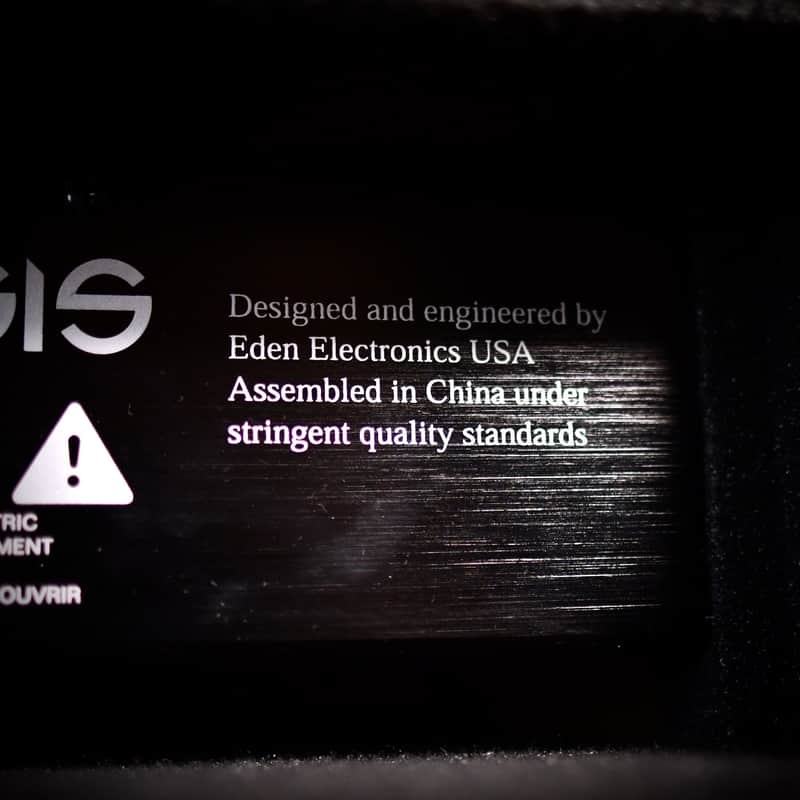 GIS
Designed and engineered by
Eden Electronics USA
Assembled in China under
stringent quality standards
!
TRIC
MENT
OUVRIR